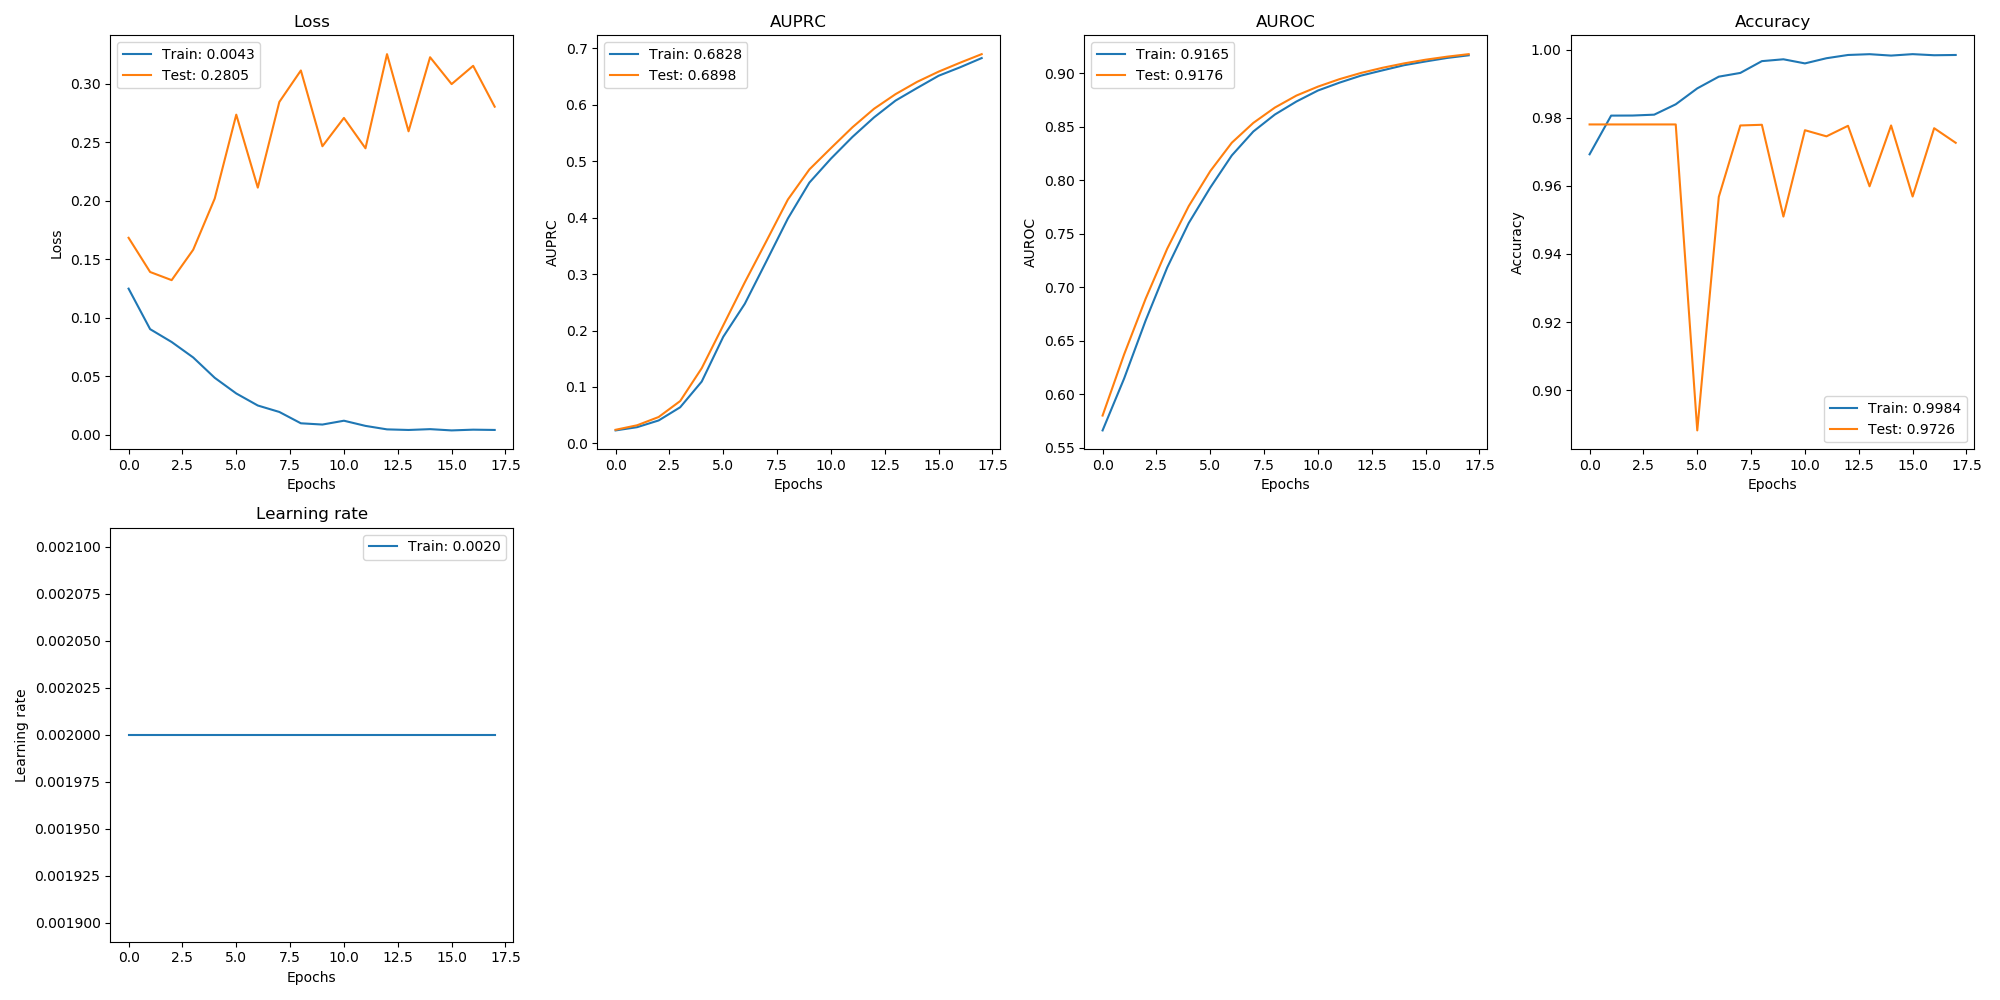 Loss
Train: 0.0043
Test: 0.2805
0.30
0.25
0.20
0.15
0.10
0.05
0.00
Loss
0.0 2.5 5.0 7.5 10.0 12.5 15.0 17.5
Epochs
AUPRC
Train: 0.6828
Test: 0.6898
0.7
0.6
0.5
0.4
0.3
0.2
0.1
0.0
AUPRC
0.0 2.5 5.0 7.5 10.0 12.5 15.0 17.5
Epochs
AUROC
Train: 0.9165
Test: 0.9176
0.90
0.85
0.80
0.75
0.70
0.65
0.60
0.55
AUROC
0.0 2.5 5.0 7.5 10.0 12.5 15.0 17.5
Epochs
Accuracy
1.00
0.98
0.96
0.94
0.92
0.90
Accuracy
Train: 0.9984
Test: 0.9726
0.0 2.5 5.0 7.5 10.0 12.5 15.0 17.5
Epochs
Learning rate
Train: 0.0020
0.002100
0.002075
0.002050
0.002025
0.002000
0.001975
0.001950
0.001925
0.001900
Learning rate
0.0 2.5 5.0 7.5 10.0 12.5 15.0 17.5
Epochs